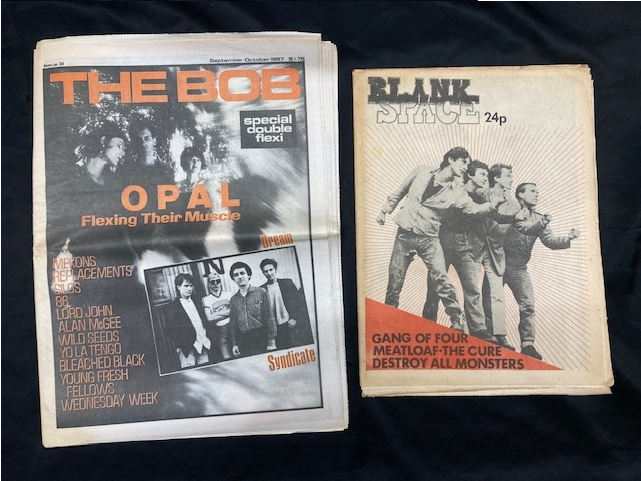 Issue 31
September October 1987 $1.75
THE BOB
special
double
flexi
OPAL
Flexing Their Muscle
MEKONS
REPLACEMENTS
SILOS
86
LORD JOHN
ALAN McGEE
WILD SEEDS
YO LA TENGO
BLEACHED BLACK
YOUNG FRESH
FELLOWS
WEDNESDAY WEEK
Dream
Syndicate
BLANK
SPACE 24p
GANG OF FOUR
MEATLOAF·THE CURE
DESTROY ALL MONSTERS